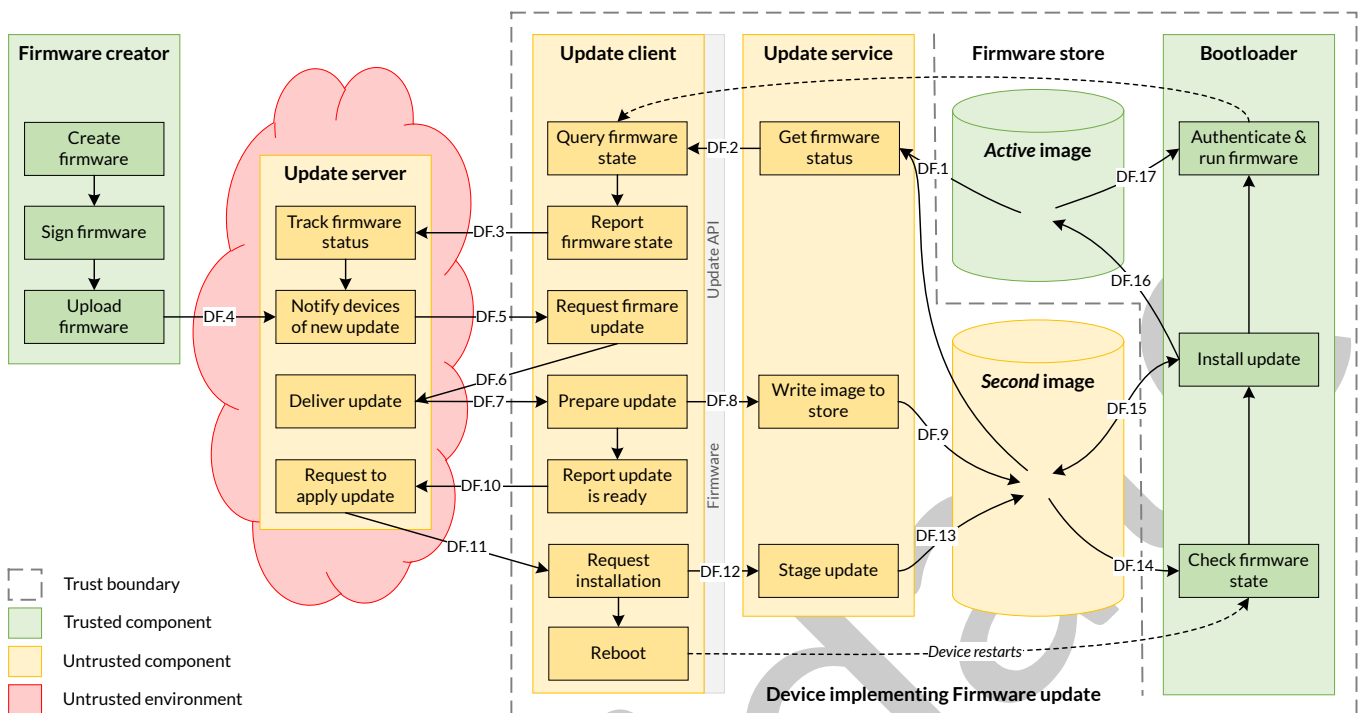 Firmware creator
Create
firmware
Sign firmware
Upload
firmware
Update server
Track firmware
status
Notify devices
of new update
Deliver update
Request to
apply update
DF.3
DF.4
DF.5
DF.6
DF.7
DF.10
DF.11
Update client
Query firmware
state
Report
firmware state
Request firmare
update
Prepare update
Report update
is ready
Request
installation
Reboot
Firmware Update API
DF.2
DF.8
DF.12
Update service
Get firmware
status
Write image to
store
Stage update
DF.1
DF.9
DF.13
Firmware store
Active image
Second image
DF.17
DF.16
DF.15
DF.14
Bootloader
Authenticate &
run firmware
Install update
Check firmware
state
Device restarts
Device implementing Firmware update
Trust boundary
Trusted component
Untrusted component
Untrusted environment